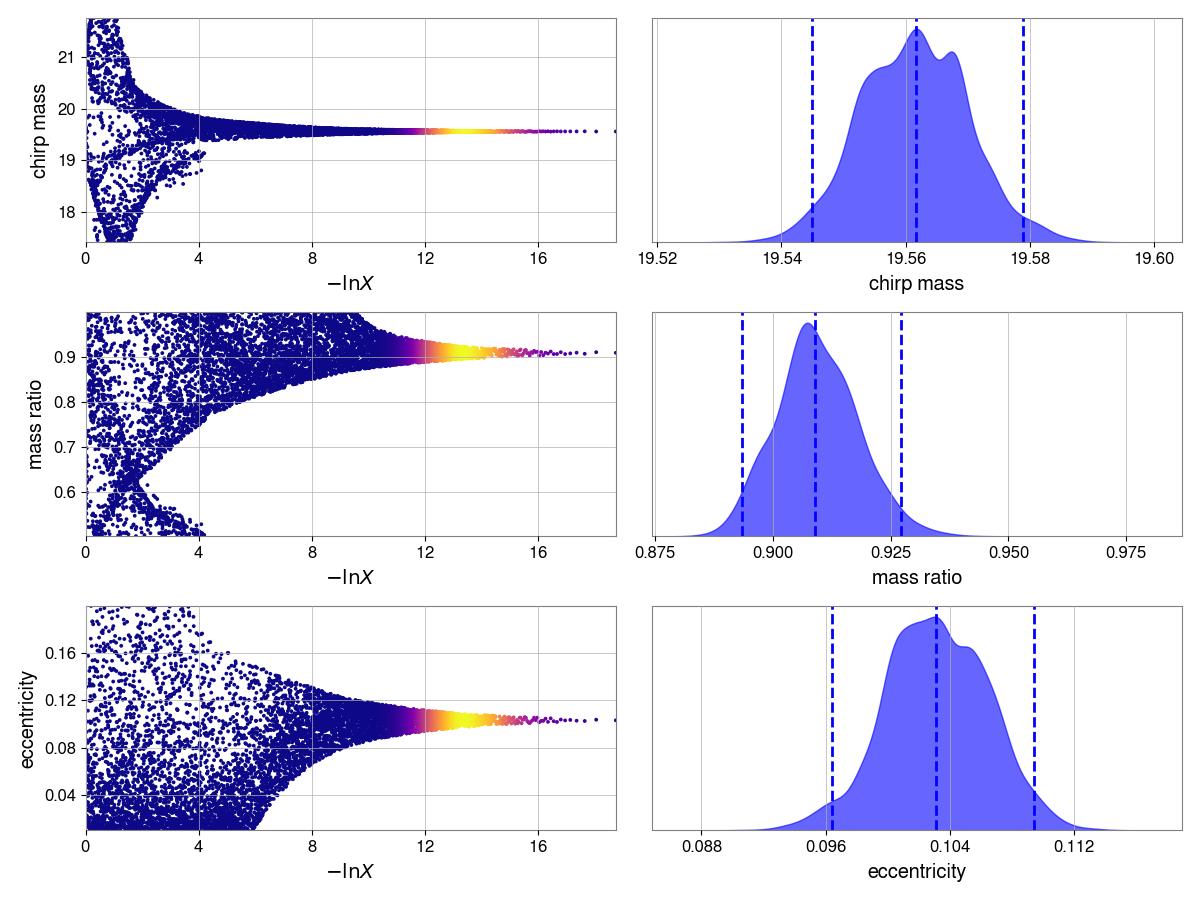 21
20
19
18
chirp mass
0 4 8 12 16
−lnX
19.52 19.54 19.56 19.58 19.60
chirp mass
0.9
0.8
0.7
0.6
mass ratio
0 4 8 12 16
−lnX
0.875 0.900 0.925 0.950 0.975
mass ratio
0.16
0.12
0.08
0.04
eccentricity
0 4 8 12 16
−lnX
0.088 0.096 0.104 0.112
eccentricity